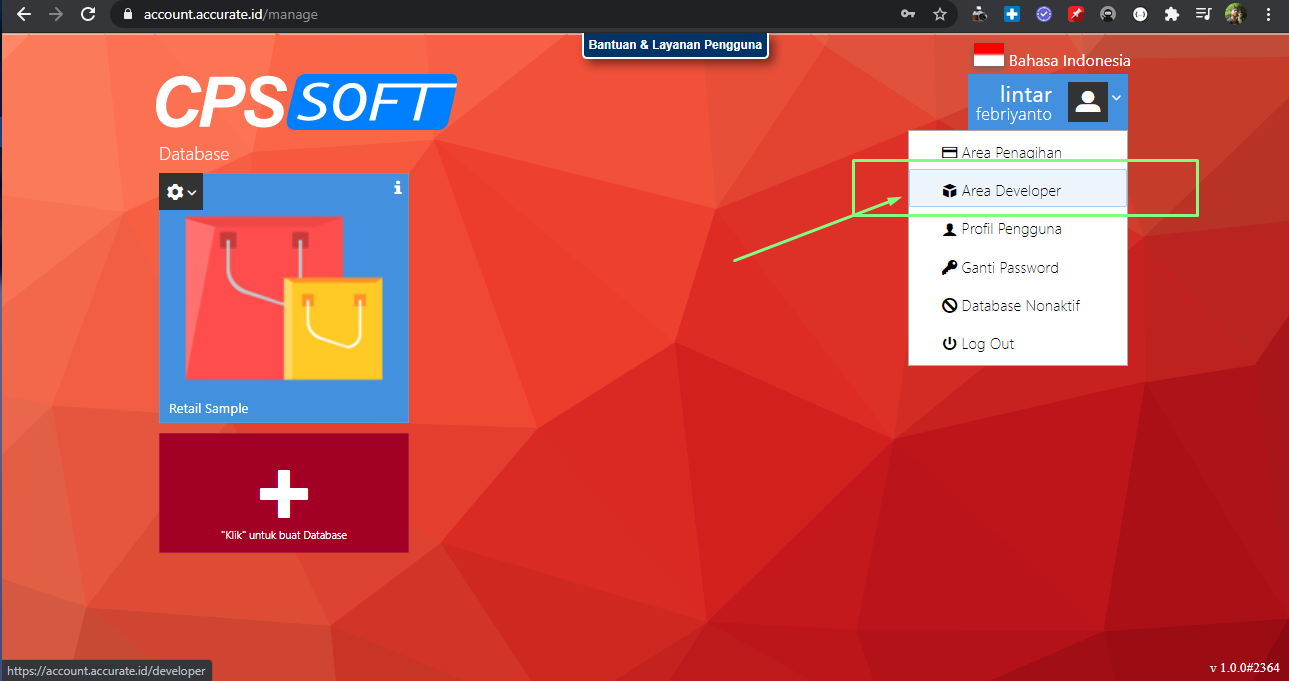 account.accurate.id/manage
Bantuan & Layanan Pengguna
Bahasa Indonesia
CPSSOFT
lintar
febriyanto
Database
Area Penagihan
Area Developer
Profil Pengguna
Ganti Password
Database Nonaktif
Log Out
Retail Sample
"Klik" untuk buat Database
https://account.accurate.id/developer
v 1.0.0#2364